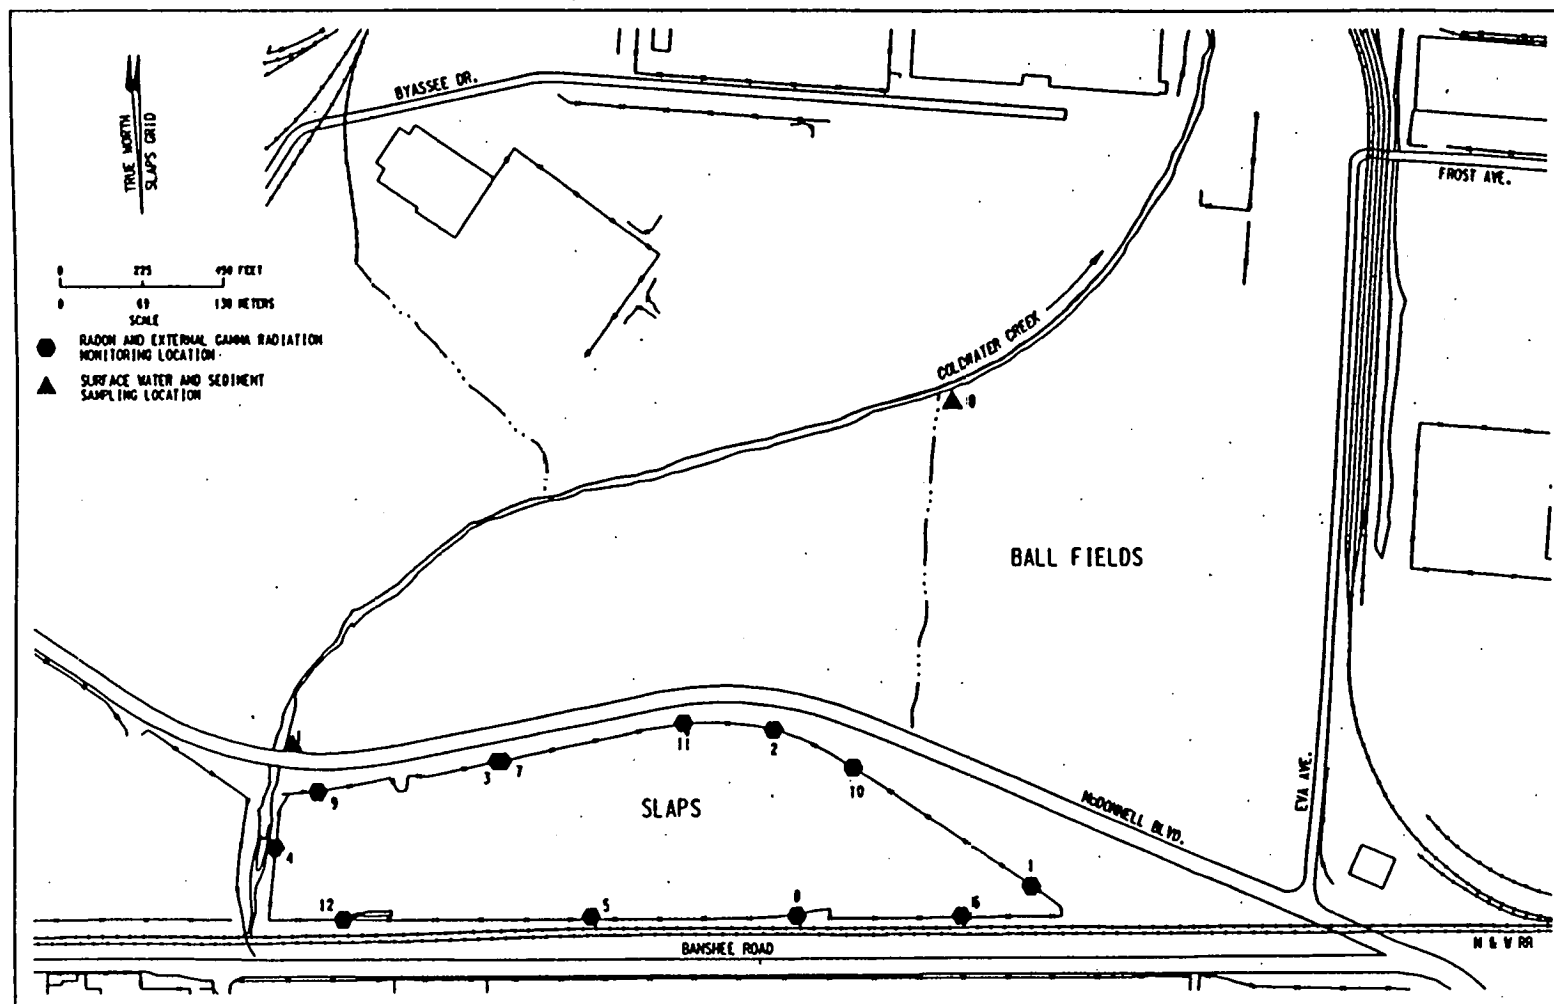 BYASSEE DR.
TRUE NORTH
SLAPS GRID
FROST AVE.
0 225 450 FEET
0 69 138 METERS
SCALE
RADON AND EXTERNAL GAMMA RADIATION
MONITORING LOCATION
SURFACE WATER AND SEDIMENT
SAMPLING LOCATION
COLDWATER CREEK
BALL FIELDS
11
2
3
7
10
9
SLAPS
McDONNELL BLVD.
EVA AVE.
4
1
12
5
8
6
BANSHEE ROAD
N & W RR